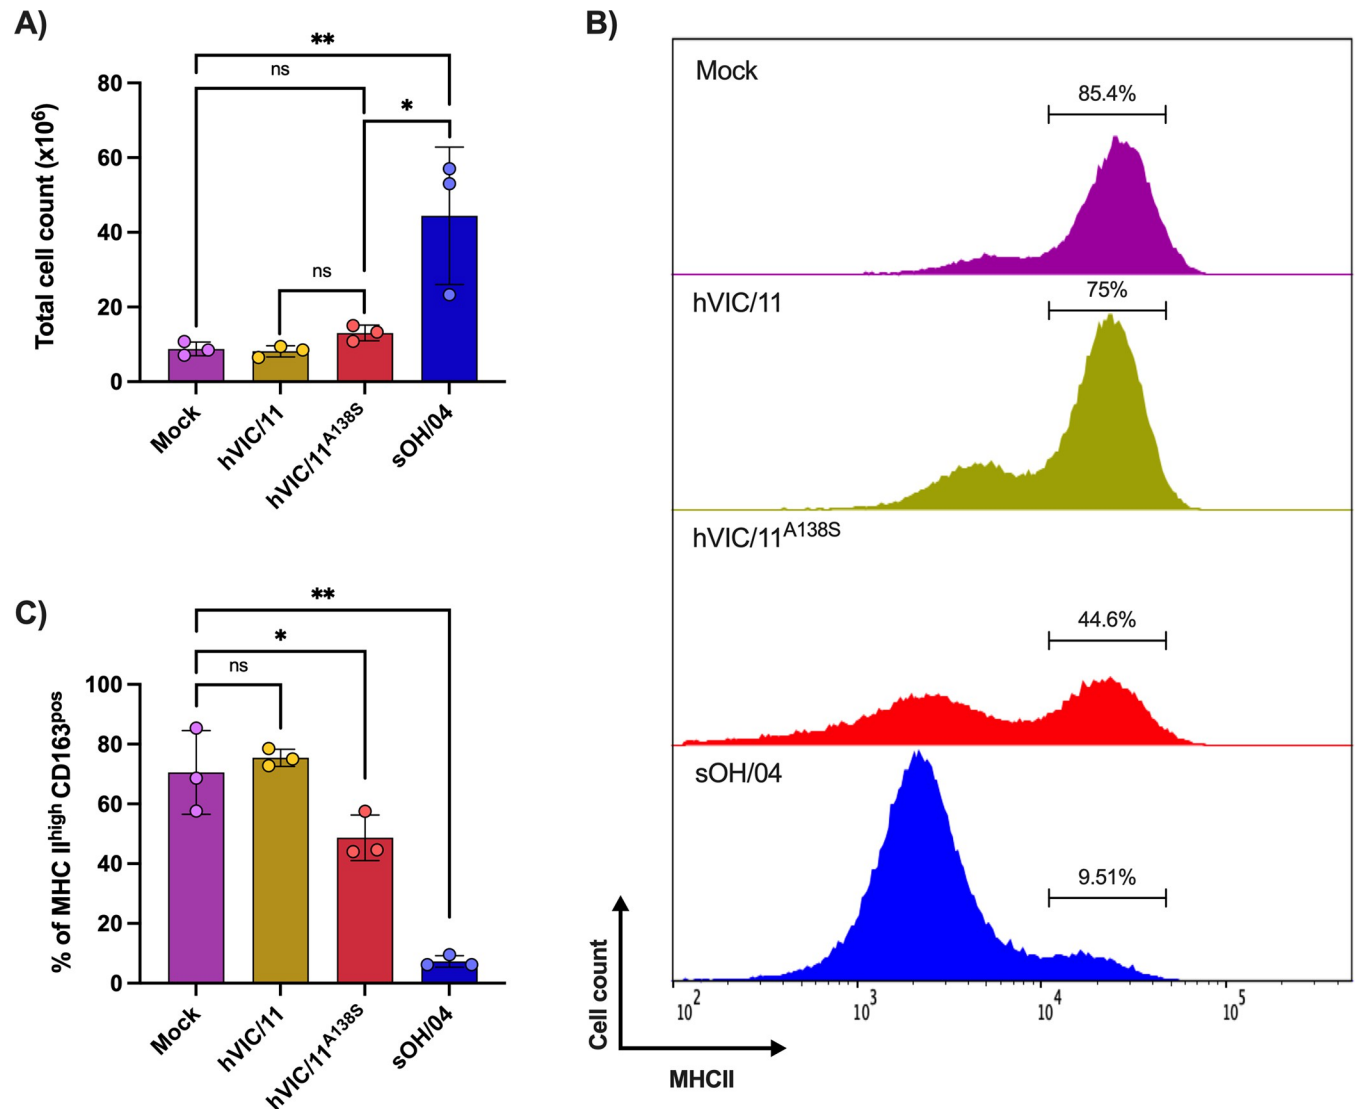 A)
**
ns
*
ns
Total cell count (x10⁶)
80
60
40
20
0
Mock
hVIC/11
hVIC/11ᴬ¹³⁸ˢ
sOH/04
B)
Mock
85.4%
hVIC/11
75%
hVIC/11ᴬ¹³⁸ˢ
44.6%
sOH/04
9.51%
10²
10³
10⁴
10⁵
Cell count
MHCII
C)
**
*
ns
% of MHC IIʰⁱᵍʰ CD163ᵖᵒˢ
100
80
60
40
20
0
Mock
hVIC/11
hVIC/11ᴬ¹³⁸ˢ
sOH/04